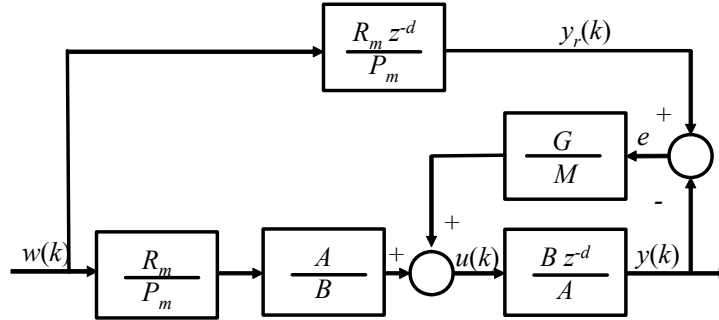 R_m z^{-d}
P_m
y_r(k)
+
e
G
M
-
+
w(k)
R_m
P_m
A
B
+
u(k)
B z^{-d}
A
y(k)